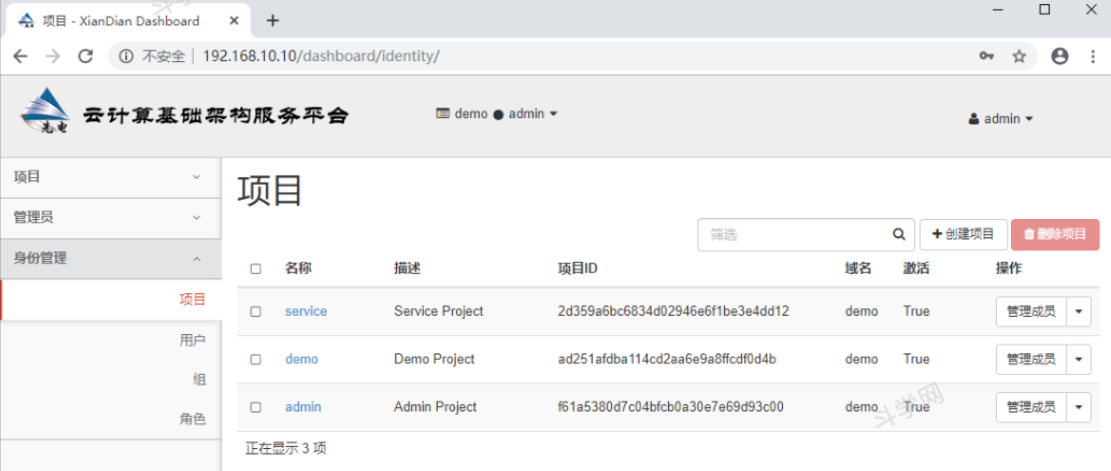 项目 - XianDian Dashboard
斗学网
不安全 | 192.168.10.10/dashboard/identity/
先电 云计算基础架构服务平台 demo ● admin admin
项目
管理员
身份管理
项目
用户
组
角色
项目
筛选 创建项目 删除项目
名称 描述 项目ID 域名 激活 操作
service Service Project 2d359a6bc6834d02946e6f1be3e4dd12 demo True 管理成员
demo Demo Project ad251afdba114cd2aa6e9a8ffcdf0d4b demo True 管理成员
admin Admin Project f61a5380d7c04bfcb0a30e7e69d93c00 demo True 管理成员
斗学网
正在显示 3 项